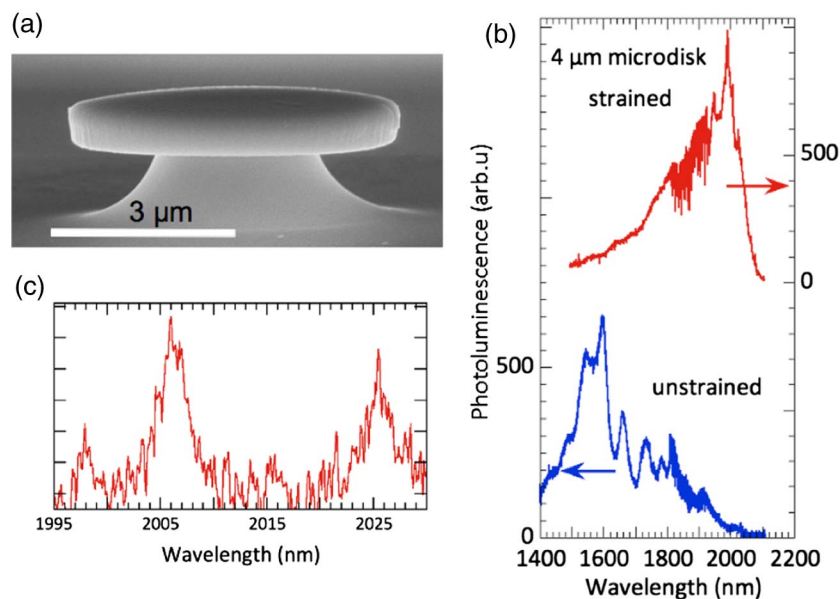 (a)
3 µm
(b)
4 µm microdisk
strained
500
0
Photoluminescence (arb.u)
500
unstrained
0
1400 1600 1800 2000 2200
Wavelength (nm)
(c)
1995 2005 2015 2025
Wavelength (nm)